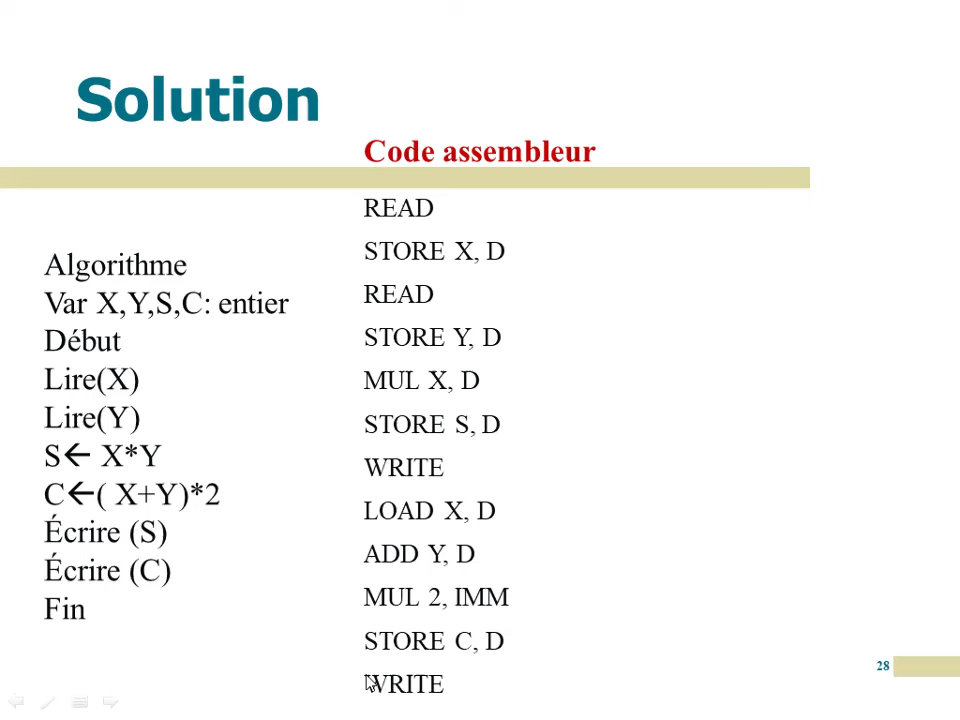 Solution
Code assembleur
Algorithme
Var X,Y,S,C: entier
Début
Lire(X)
Lire(Y)
S← X*Y
C←( X+Y)*2
Écrire (S)
Écrire (C)
Fin
READ
STORE X, D
READ
STORE Y, D
MUL X, D
STORE S, D
WRITE
LOAD X, D
ADD Y, D
MUL 2, IMM
STORE C, D
WRITE
28